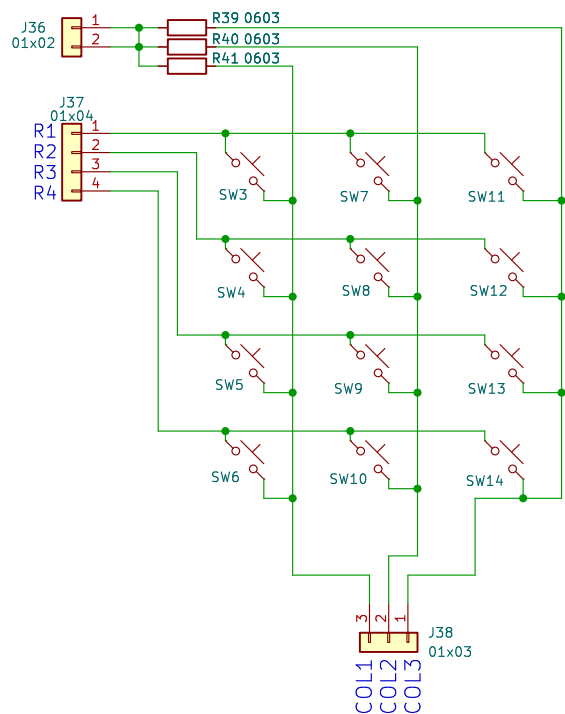 J36
01x02
1
2
R39 0603
R40 0603
R41 0603
J37
01x04
R1 1
R2 2
R3 3
R4 4
SW3 SW7 SW11
SW4 SW8 SW12
SW5 SW9 SW13
SW6 SW10 SW14
3 2 1
J38
01x03
COL1
COL2
COL3